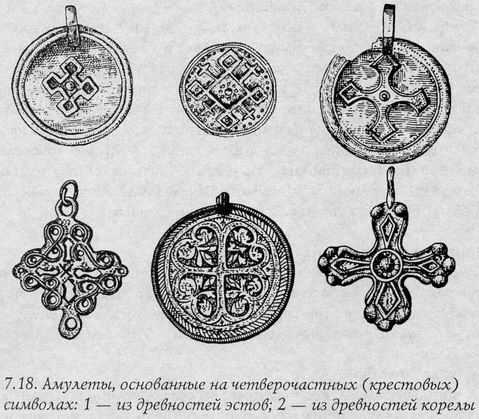 7.18. Амулеты, основанные на четверочастных (крестовых)
символах: 1 — из древностей эстов; 2 — из древностей корелы